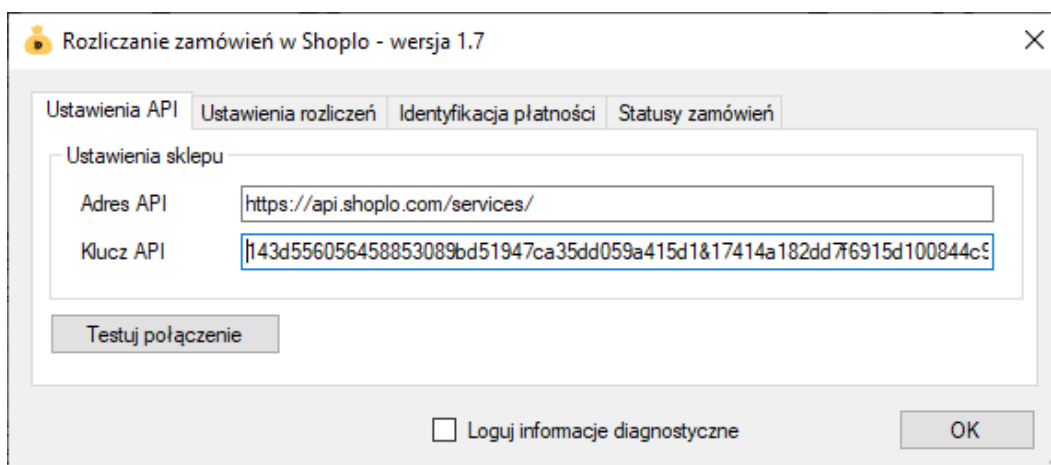 Rozliczanie zamówień w Shoplo - wersja 1.7
Ustawienia API Ustawienia rozliczeń Identyfikacja płatności Statusy zamówień
Ustawienia sklepu
Adres API https://api.shoplo.com/services/
Klucz API 143d556056458853089bd51947ca35dd059a415d1&17414a182dd7f6915d100844c9
Testuj połączenie
Loguj informacje diagnostyczne OK